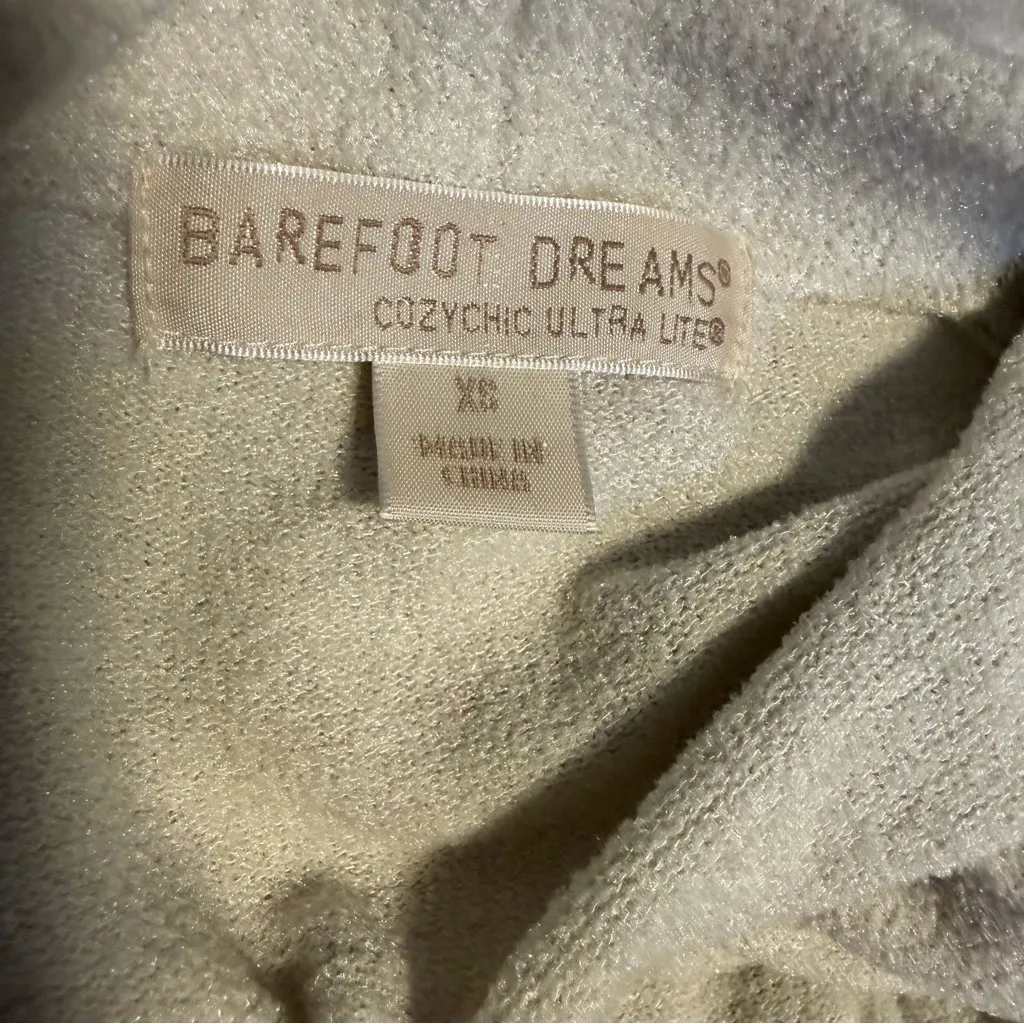 BAREFOOT DREAMS®
COZYCHIC ULTRA LITE®
XS
MADE IN
CHINA